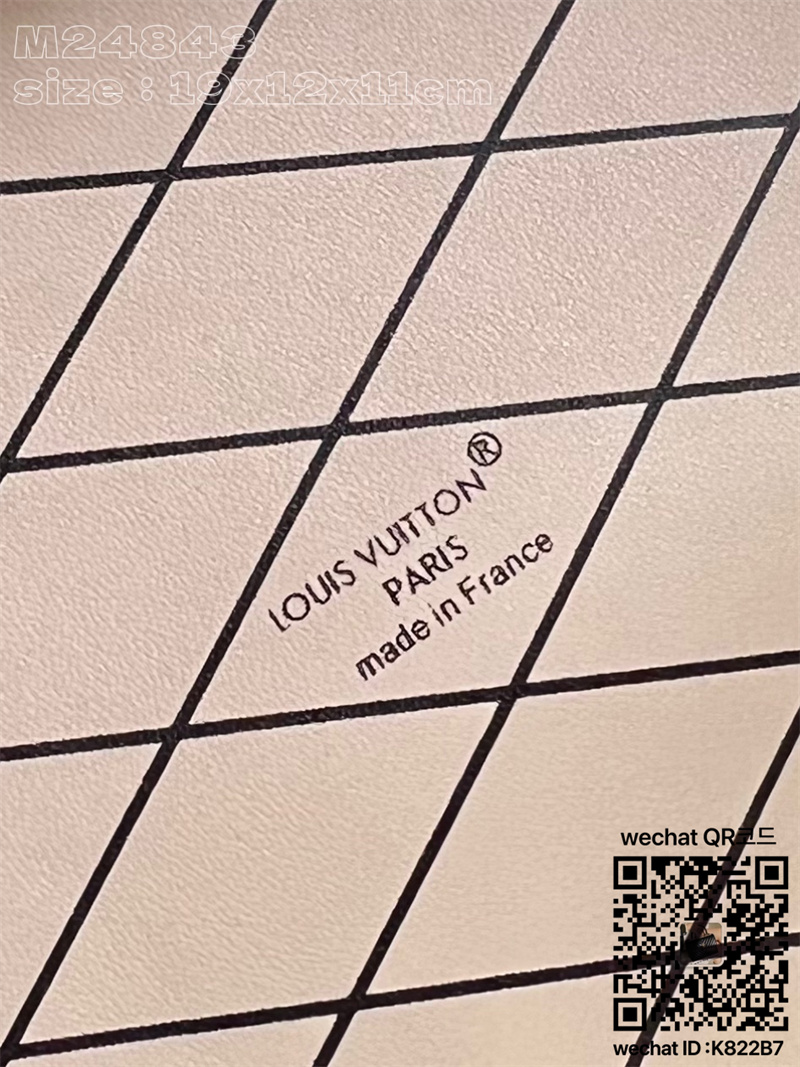 M24843
size : 19x12x11cm
LOUIS VUITTON®
PARIS
made in France
wechat QR코드
wechat ID :K822B7